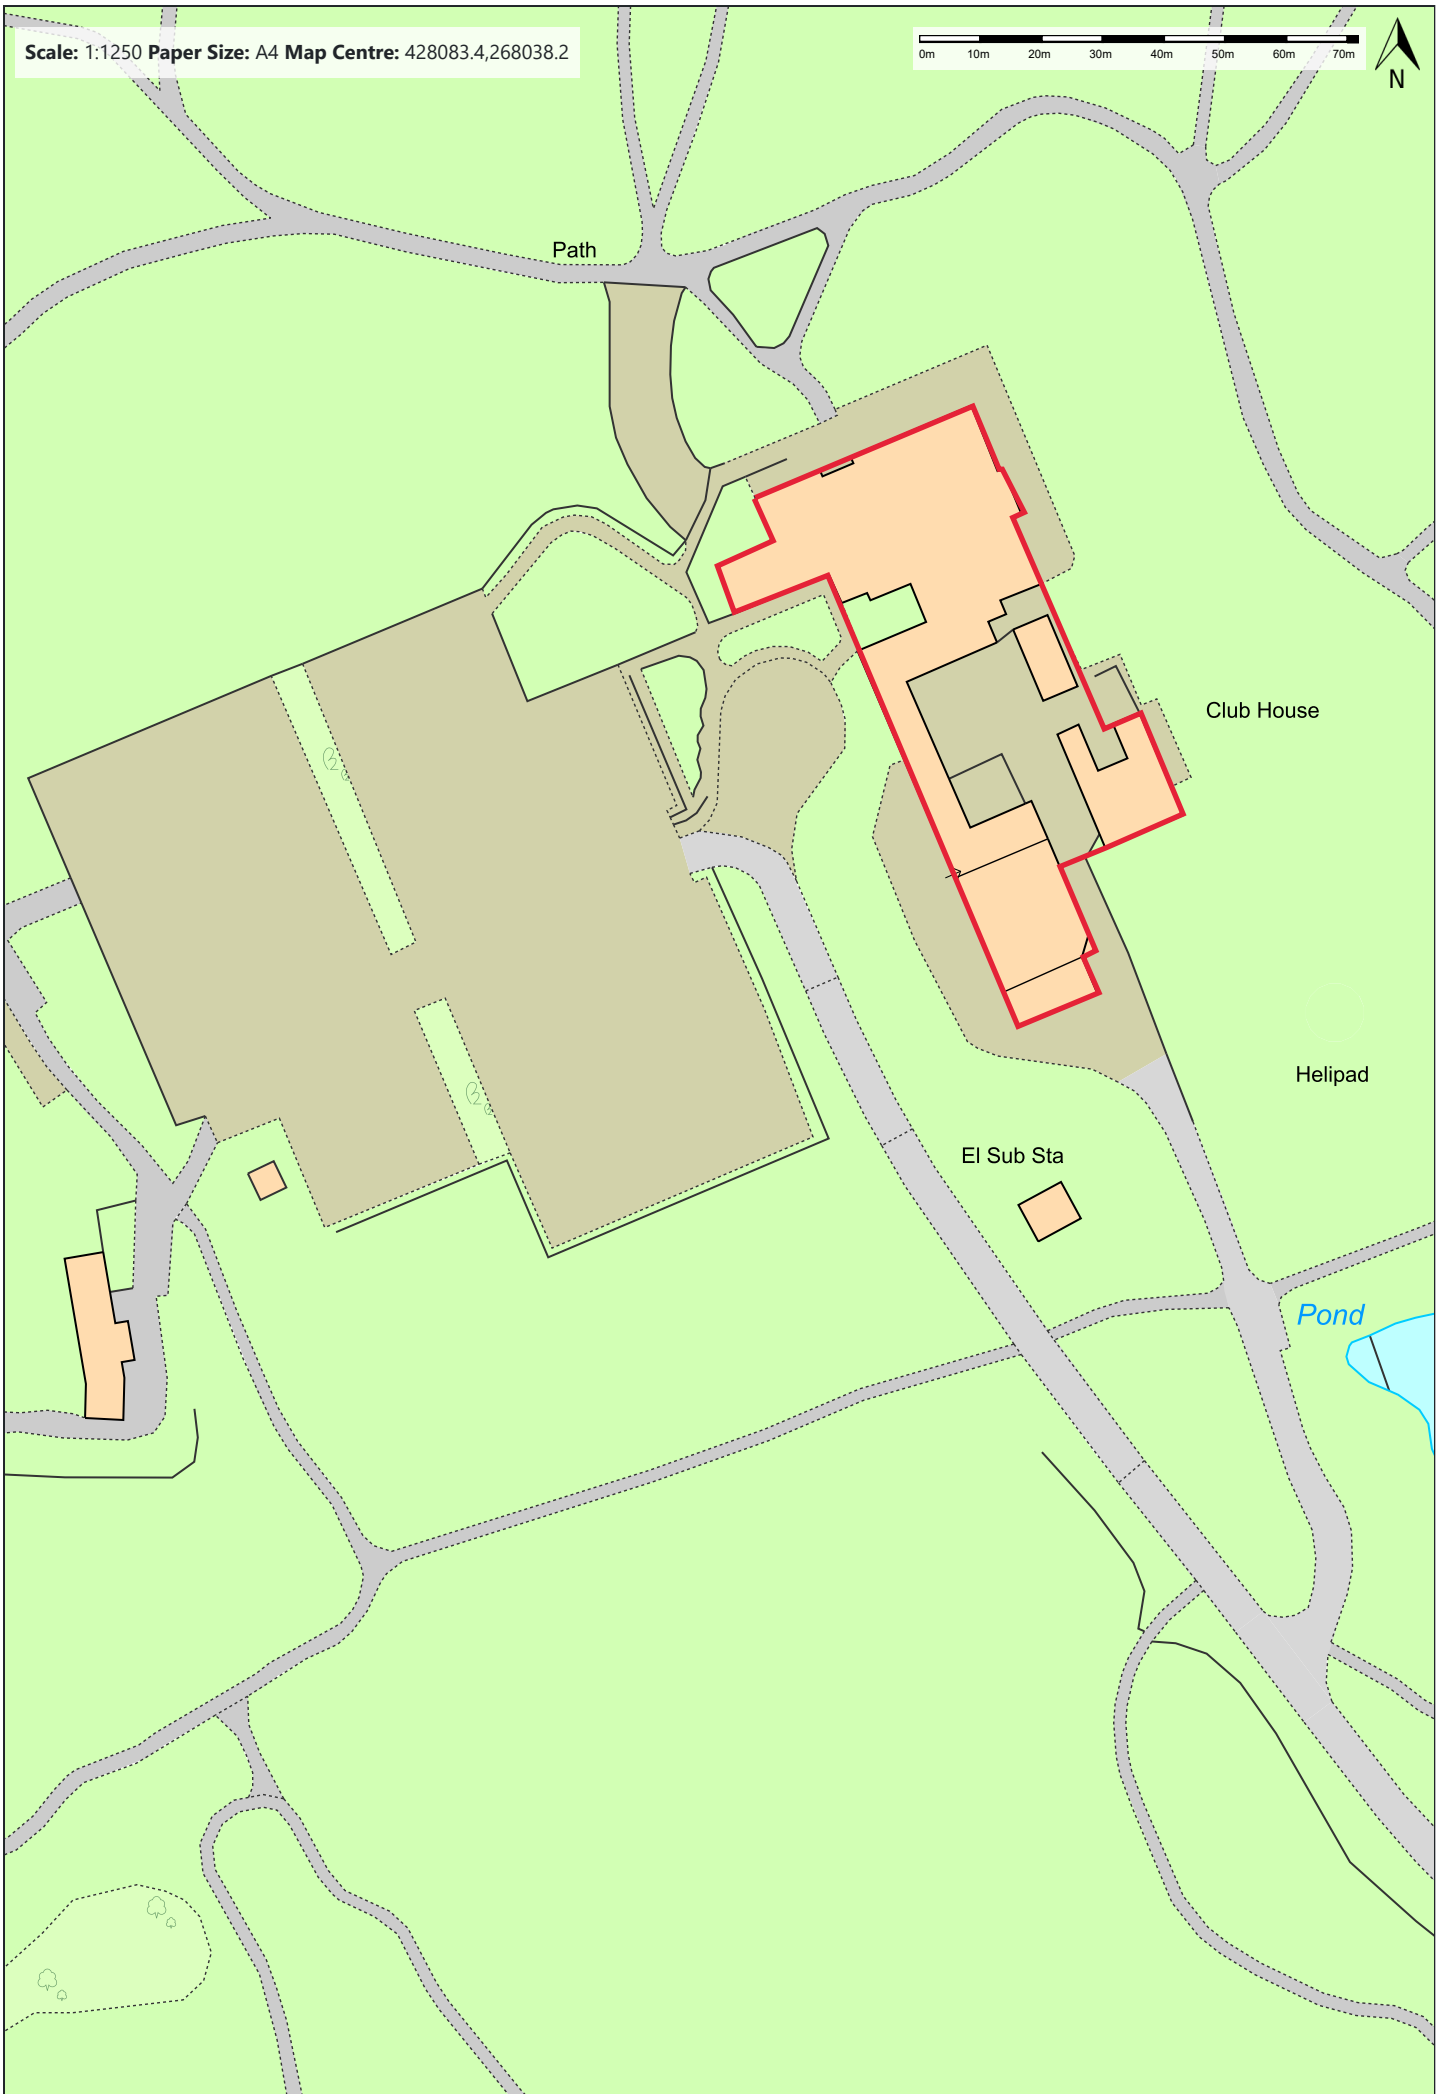 Scale: 1:1250 Paper Size: A4 Map Centre: 428083.4,268038.2
0m 10m 20m 30m 40m 50m 60m 70m
N
Path
Club House
Helipad
El Sub Sta
Pond